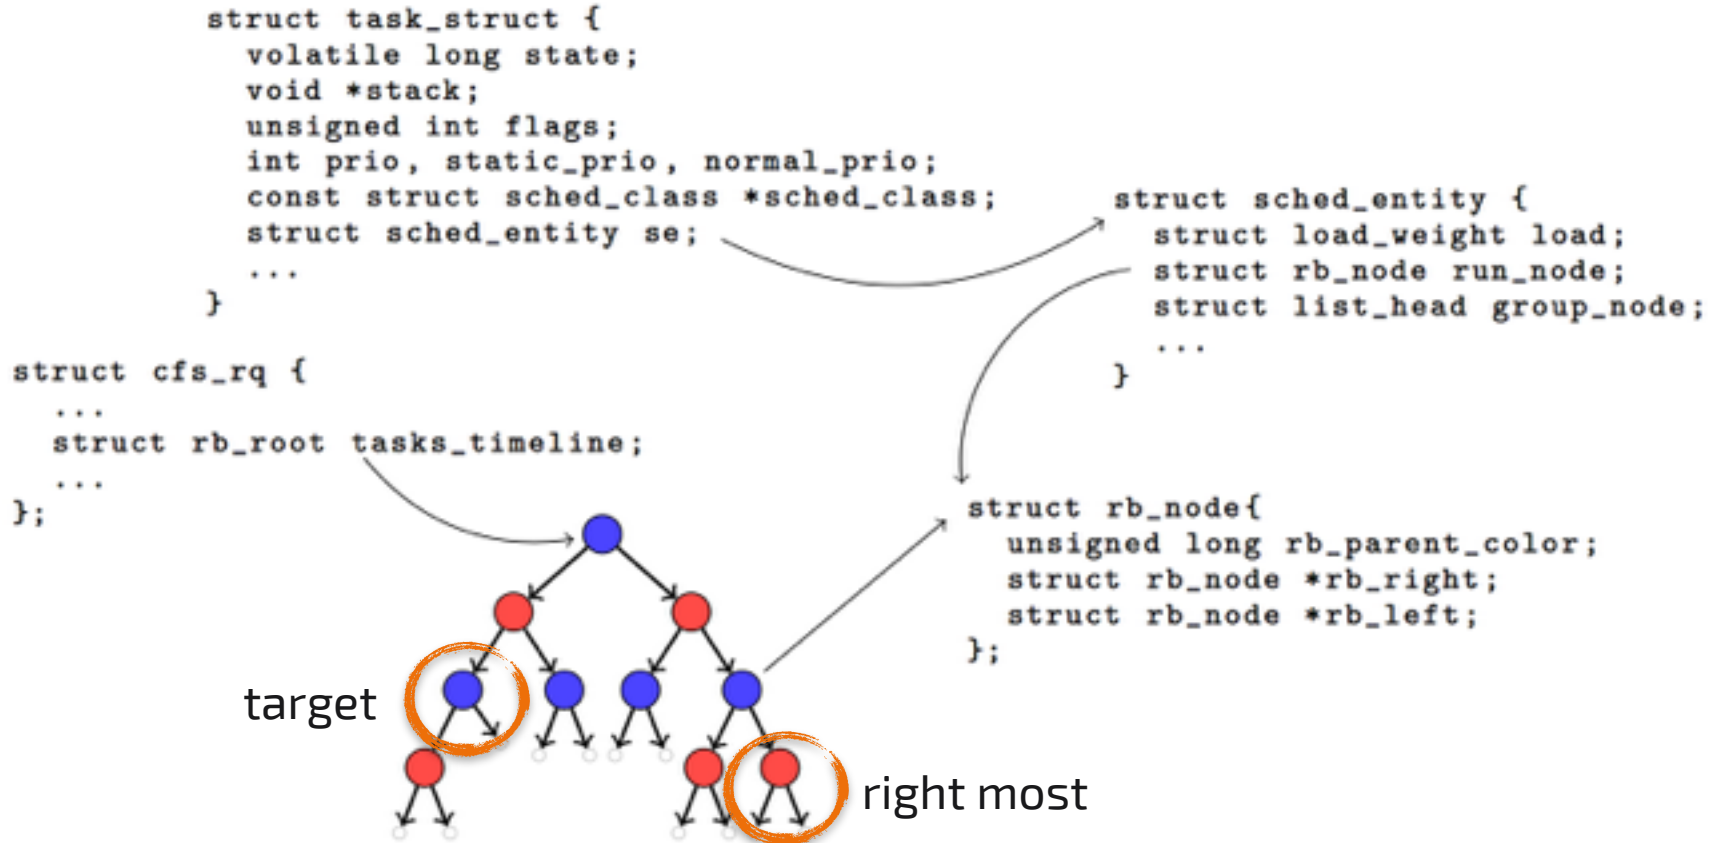 struct task_struct {
volatile long state;
void *stack;
unsigned int flags;
int prio, static_prio, normal_prio;
const struct sched_class *sched_class;
struct sched_entity se;
...
}
struct sched_entity {
struct load_weight load;
struct rb_node run_node;
struct list_head group_node;
...
}
struct cfs_rq {
...
struct rb_root tasks_timeline;
...
};
struct rb_node{
unsigned long rb_parent_color;
struct rb_node *rb_right;
struct rb_node *rb_left;
};
target
right most